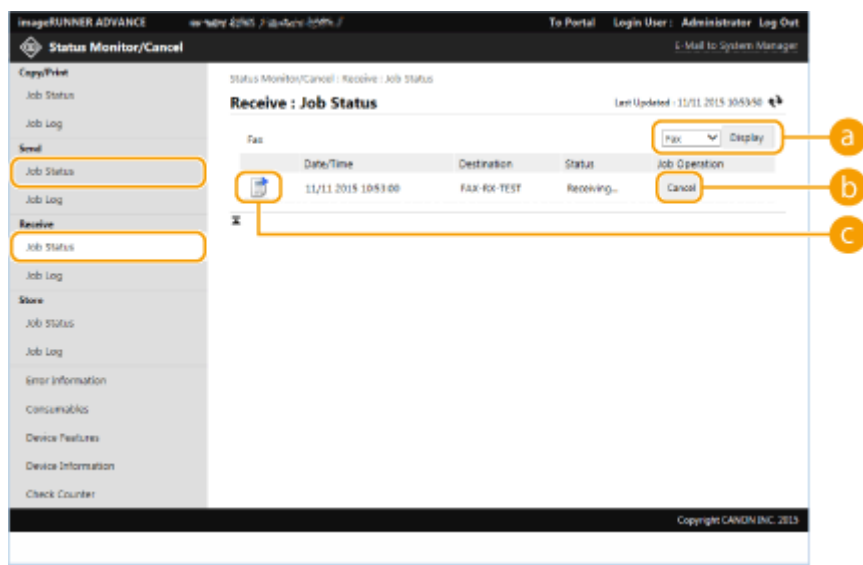 imageRUNNER ADVANCE
To Portal Login User : Administrator Log Out
Status Monitor/Cancel
E-Mail to System Manager
Copy/Print
Job Status
Job Log
Send
Job Status
Job Log
Receive
Job Status
Job Log
Store
Job Status
Job Log
Error Information
Consumables
Device Features
Device Information
Check Counter
Status Monitor/Cancel : Receive : Job Status
Receive : Job Status
Last Updated : 11/11 2015 10:53:50
Fax
Fax Display
a
Date/Time Destination Status Job Operation
11/11 2015 10:53:00 FAX-RX-TEST Receiving... Cancel
b
c
Copyright CANON INC. 2015